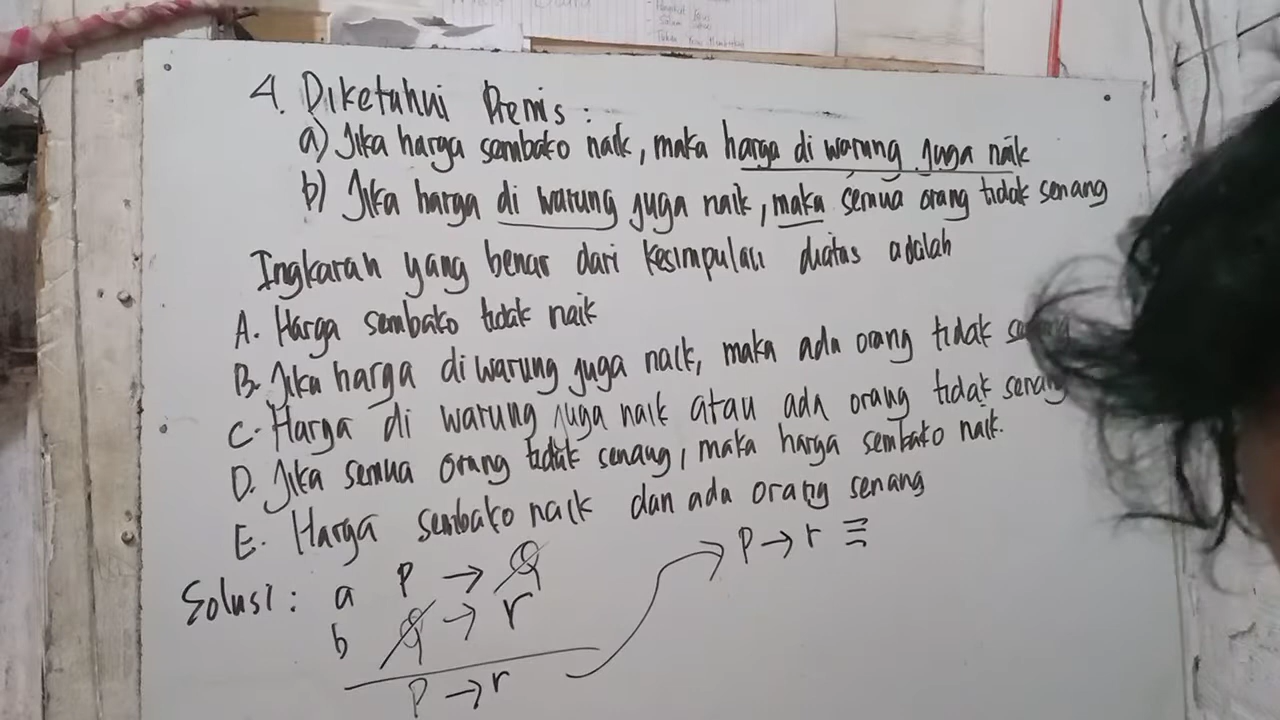 4. Diketahui Premis :
a) Jika harga sembako naik, maka harga di warung juga naik
b) Jika harga di warung juga naik, maka semua orang tidak senang
Ingkaran yang benar dari kesimpulan diatas adalah
A. Harga sembako tidak naik
B. Jika harga di warung juga naik, maka ada orang tidak senang
C. Harga di warung juga naik atau ada orang tidak senang
D. Jika semua orang tidak senang, maka harga sembako naik.
E. Harga sembako naik dan ada orang senang
Solusi : a P → Q
b Q → r
P → r
P → r ≡